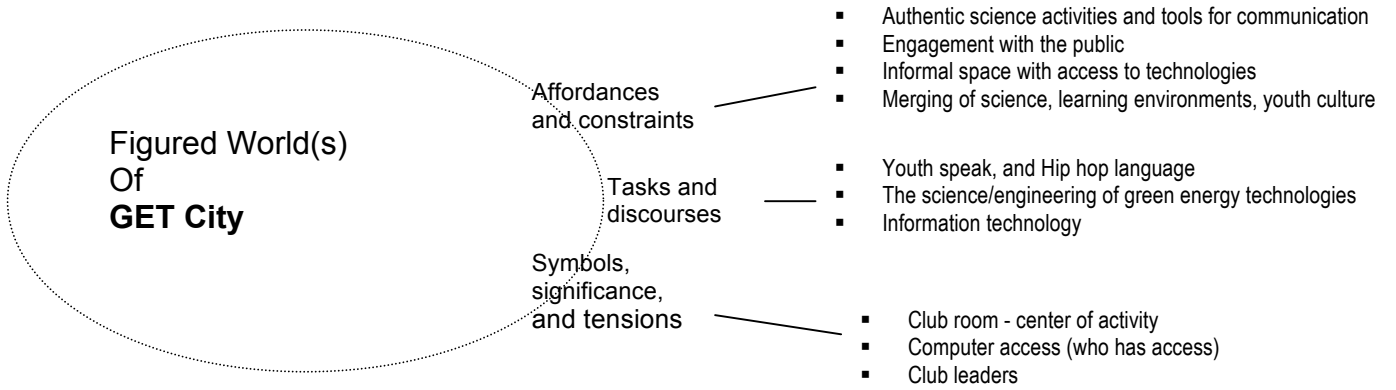 Figured World(s)
Of
GET City
Affordances
and constraints
▪ Authentic science activities and tools for communication
▪ Engagement with the public
▪ Informal space with access to technologies
▪ Merging of science, learning environments, youth culture
Tasks and
discourses
▪ Youth speak, and Hip hop language
▪ The science/engineering of green energy technologies
▪ Information technology
Symbols,
significance,
and tensions
▪ Club room - center of activity
▪ Computer access (who has access)
▪ Club leaders